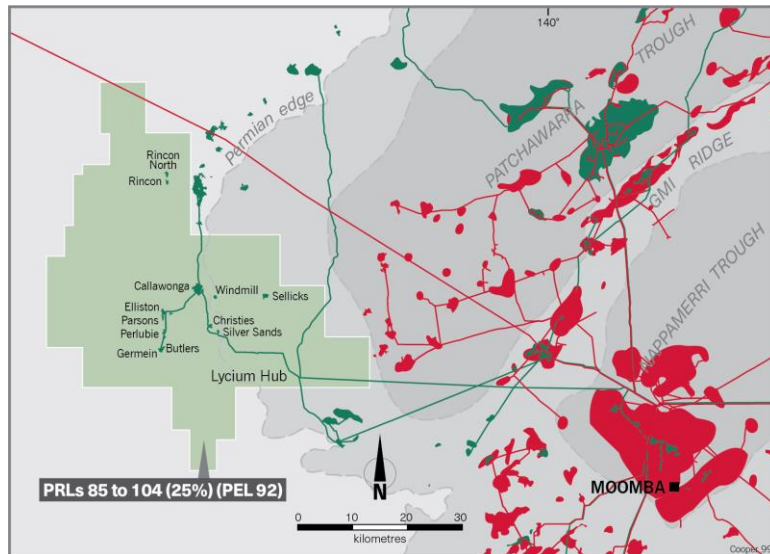 140°
TROUGH
PATCHAWARRA
Permian edge
GMI RIDGE
NAPPAMERRI TROUGH
Rincon
North
Rincon
Callawonga
Windmill
Sellicks
Elliston
Parsons
Perlubie
Christies
Silver Sands
Germein
Butlers
Lycium Hub
PRLs 85 to 104 (25%) (PEL 92)
N
MOOMBA
0 10 20 30
kilometres